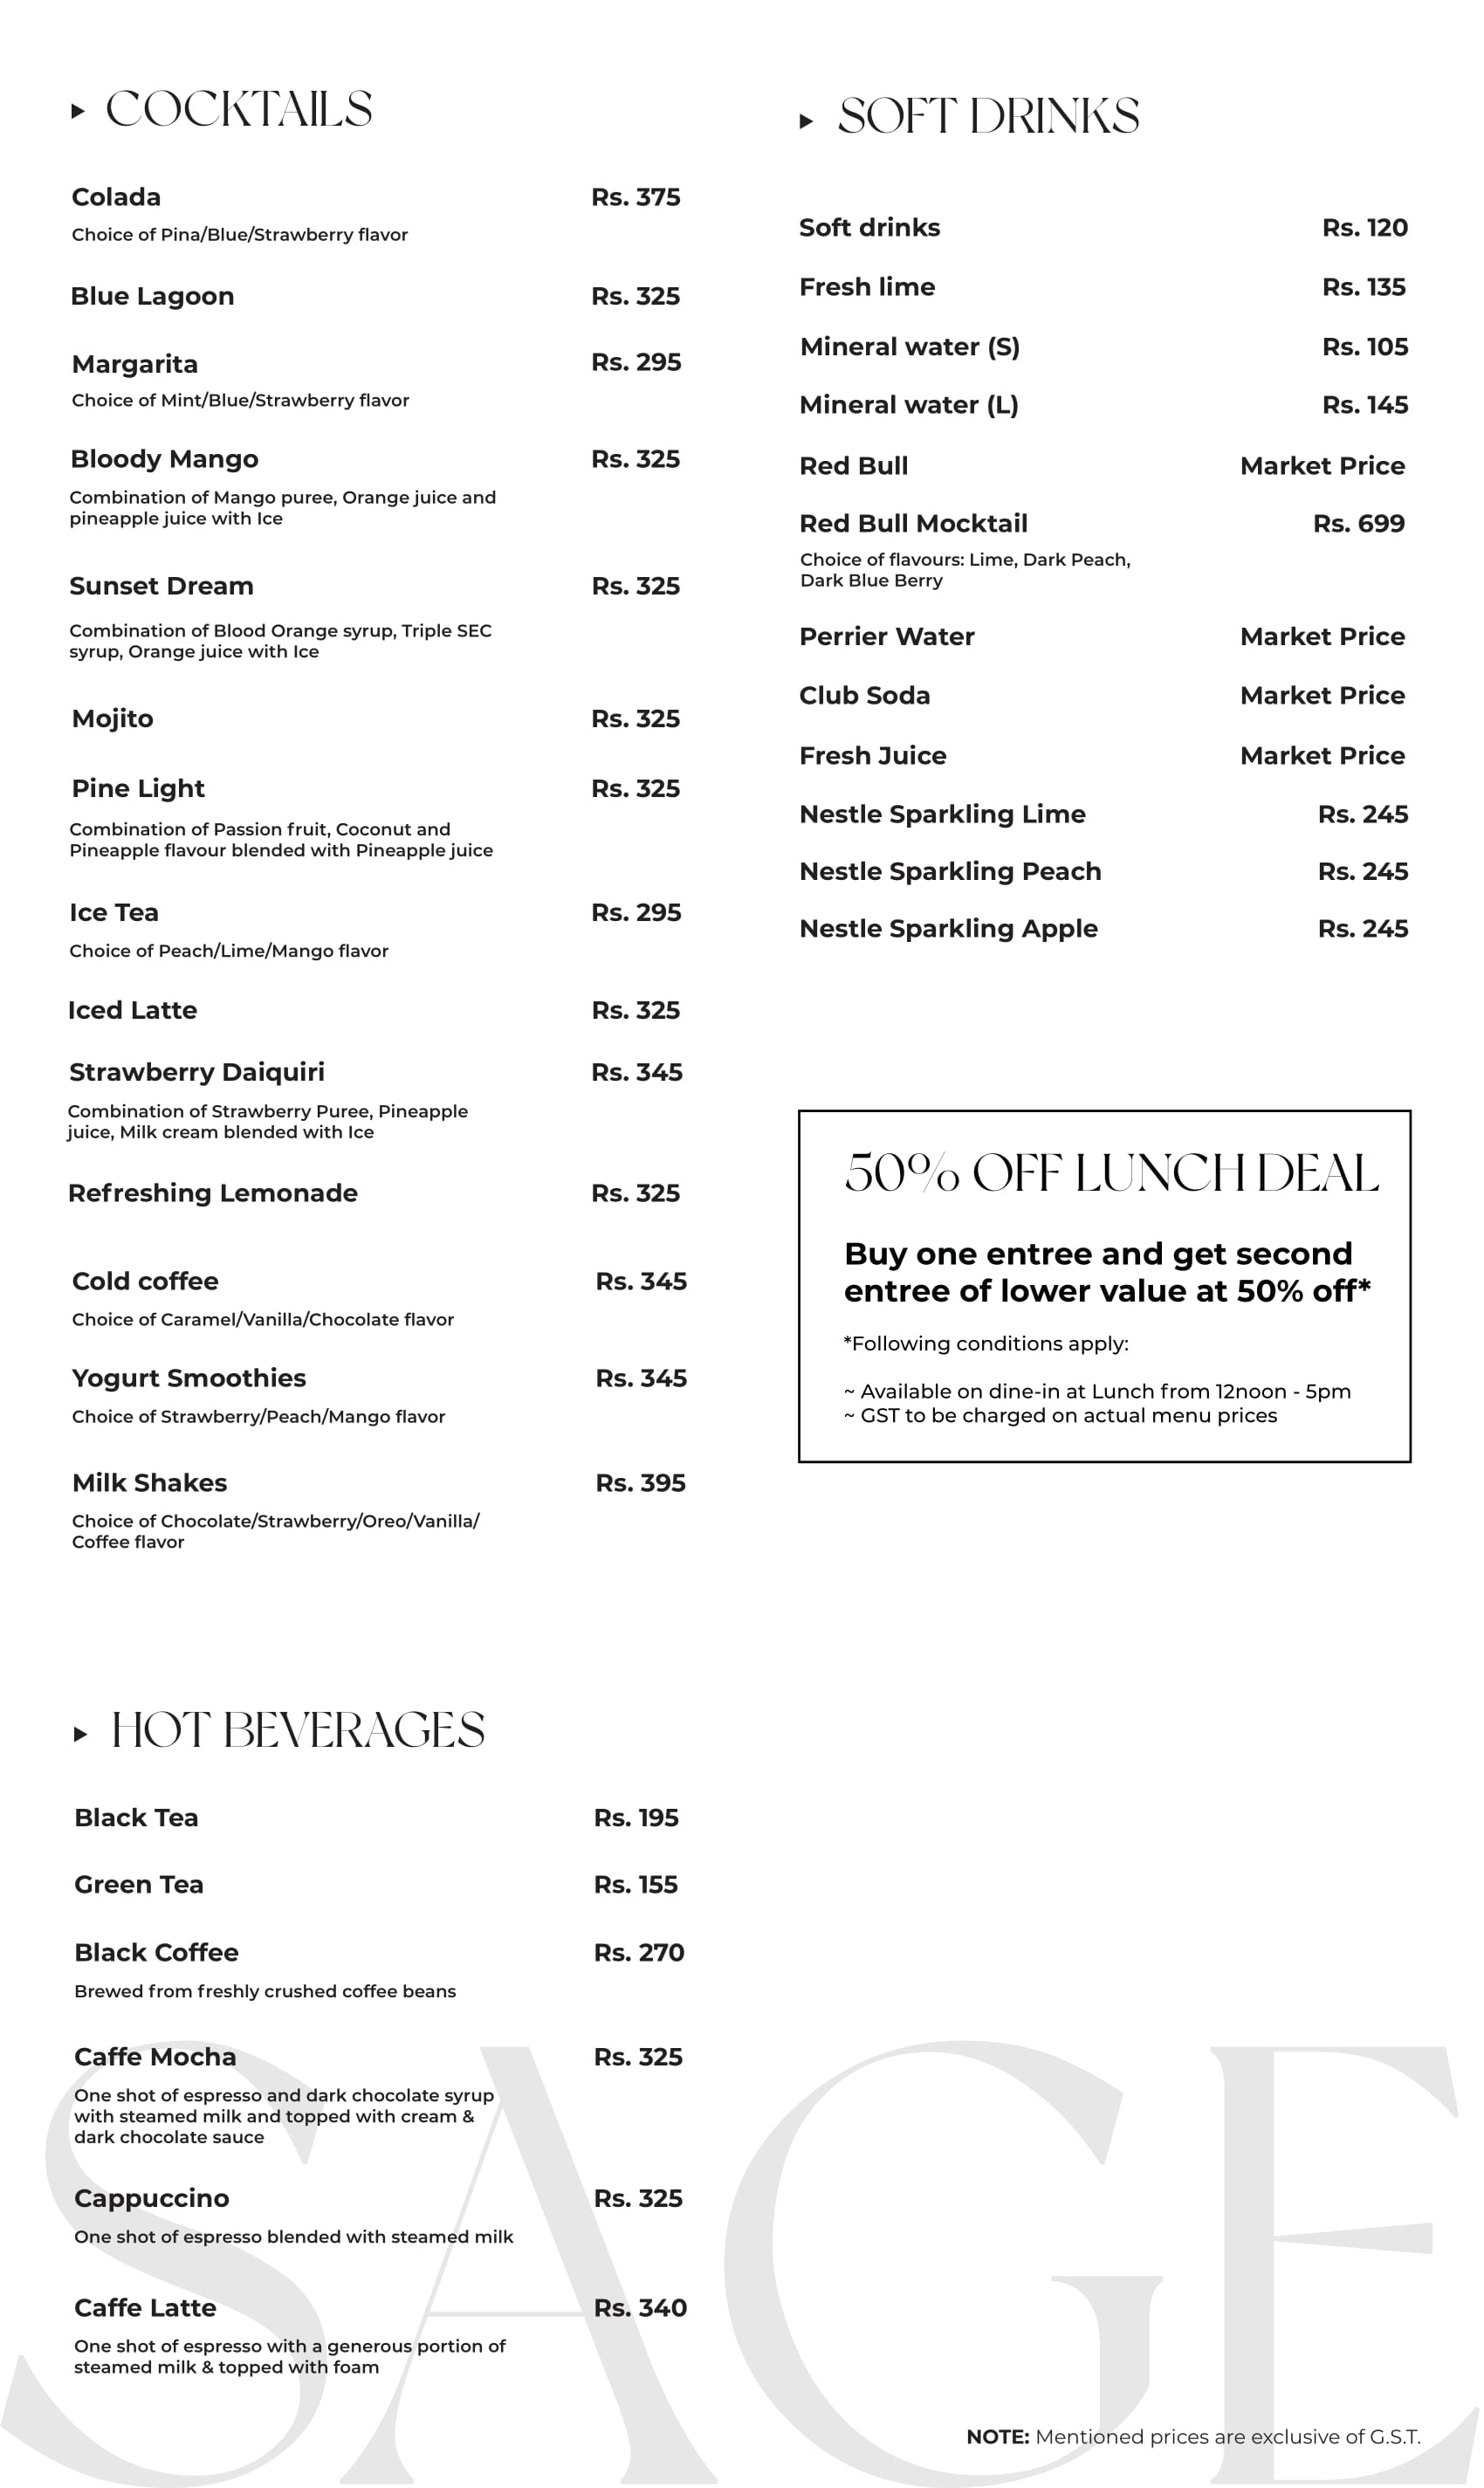 COCKTAILS
Colada Rs. 375
Choice of Pina/Blue/Strawberry flavor
Blue Lagoon Rs. 325
Margarita Rs. 295
Choice of Mint/Blue/Strawberry flavor
Bloody Mango Rs. 325
Combination of Mango puree, Orange juice and
pineapple juice with Ice
Sunset Dream Rs. 325
Combination of Blood Orange syrup, Triple SEC
syrup, Orange juice with Ice
Mojito Rs. 325
Pine Light Rs. 325
Combination of Passion fruit, Coconut and
Pineapple flavour blended with Pineapple juice
Ice Tea Rs. 295
Choice of Peach/Lime/Mango flavor
Iced Latte Rs. 325
Strawberry Daiquiri Rs. 345
Combination of Strawberry Puree, Pineapple
juice, Milk cream blended with Ice
Refreshing Lemonade Rs. 325
Cold coffee Rs. 345
Choice of Caramel/Vanilla/Chocolate flavor
Yogurt Smoothies Rs. 345
Choice of Strawberry/Peach/Mango flavor
Milk Shakes Rs. 395
Choice of Chocolate/Strawberry/Oreo/Vanilla/
Coffee flavor
HOT BEVERAGES
Black Tea Rs. 195
Green Tea Rs. 155
Black Coffee Rs. 270
Brewed from freshly crushed coffee beans
Caffe Mocha Rs. 325
One shot of espresso and dark chocolate syrup
with steamed milk and topped with cream &
dark chocolate sauce
Cappuccino Rs. 325
One shot of espresso blended with steamed milk
Caffe Latte Rs. 340
One shot of espresso with a generous portion of
steamed milk & topped with foam
SOFT DRINKS
Soft drinks Rs. 120
Fresh lime Rs. 135
Mineral water (S) Rs. 105
Mineral water (L) Rs. 145
Red Bull Market Price
Red Bull Mocktail Rs. 699
Choice of flavours: Lime, Dark Peach,
Dark Blue Berry
Perrier Water Market Price
Club Soda Market Price
Fresh Juice Market Price
Nestle Sparkling Lime Rs. 245
Nestle Sparkling Peach Rs. 245
Nestle Sparkling Apple Rs. 245
50% OFF LUNCH DEAL
Buy one entree and get second
entree of lower value at 50% off*
*Following conditions apply:
~ Available on dine-in at Lunch from 12noon - 5pm
~ GST to be charged on actual menu prices
SAGE
NOTE: Mentioned prices are exclusive of G.S.T.